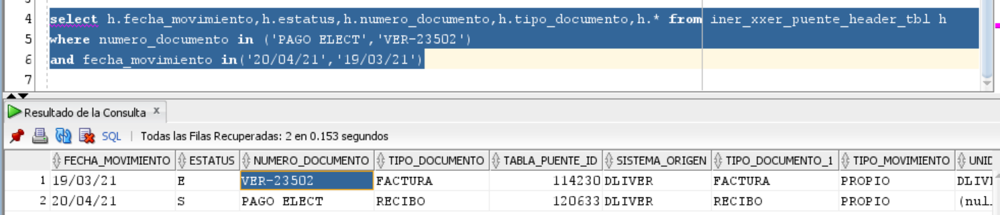 4 select h.fecha_movimiento,h.estatus,h.numero_documento,h.tipo_documento,h.* from iner_xxer_puente_header_tbl h
5 where numero_documento in ('PAGO ELECT','VER-23502')
6 and fecha_movimiento in('20/04/21','19/03/21')
7
Resultado de la Consulta x
SQL | Todas las Filas Recuperadas: 2 en 0.153 segundos
FECHA_MOVIMIENTO ESTATUS NUMERO_DOCUMENTO TIPO_DOCUMENTO TABLA_PUENTE_ID SISTEMA_ORIGEN TIPO_DOCUMENTO_1 TIPO_MOVIMIENTO UNID
1 19/03/21 E VER-23502 FACTURA 114230 DLIVER FACTURA PROPIO DLIV
2 20/04/21 S PAGO ELECT RECIBO 120633 DLIVER RECIBO PROPIO (nul